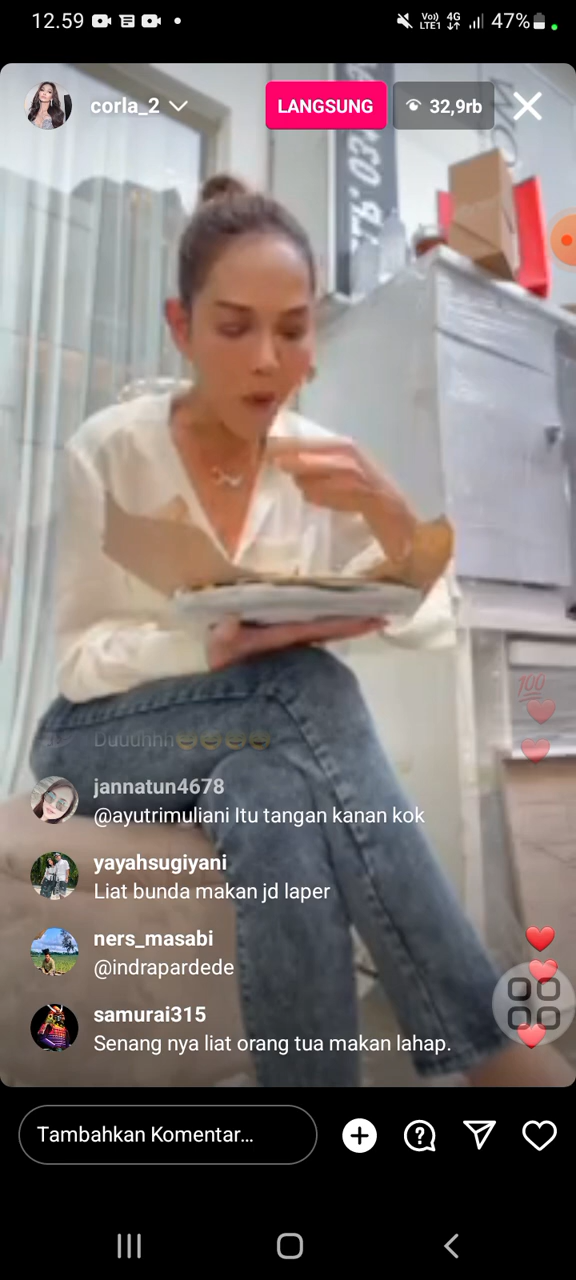 12.59
Vo))
LTE1
4G
47%
corla_2
LANGSUNG
32,9rb
Duuuhhh😄😄😄😄
jannatun4678
@ayutrimuliani Itu tangan kanan kok
yayahsugiyani
Liat bunda makan jd laper
ners_masabi
@indrapardede
samurai315
Senang nya liat orang tua makan lahap.
💯
Tambahkan Komentar...